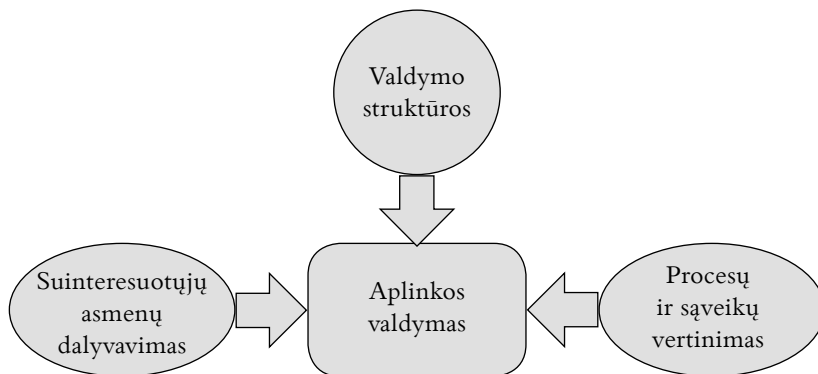 Valdymo
struktūros
Suinteresuotųjų
asmenų
dalyvavimas
Aplinkos
valdymas
Procesų
ir sąveikų
vertinimas